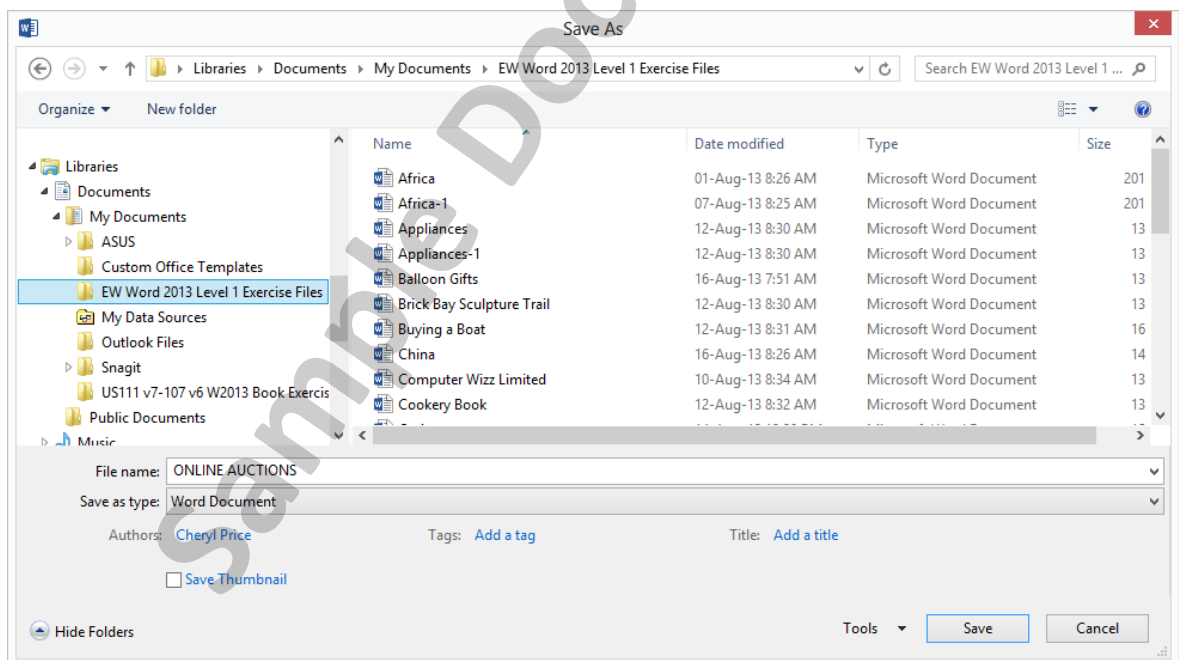 Save As
Libraries Documents My Documents EW Word 2013 Level 1 Exercise Files Search EW Word 2013 Level 1 ...
Organize New folder
Name Date modified Type Size
Libraries
Documents
My Documents
ASUS
Custom Office Templates
EW Word 2013 Level 1 Exercise Files
My Data Sources
Outlook Files
Snagit
US111 v7-107 v6 W2013 Book Exercis
Public Documents
Music
Africa 01-Aug-13 8:26 AM Microsoft Word Document 201
Africa-1 07-Aug-13 8:25 AM Microsoft Word Document 201
Appliances 12-Aug-13 8:30 AM Microsoft Word Document 13
Appliances-1 12-Aug-13 8:30 AM Microsoft Word Document 13
Balloon Gifts 16-Aug-13 7:51 AM Microsoft Word Document 13
Brick Bay Sculpture Trail 12-Aug-13 8:30 AM Microsoft Word Document 13
Buying a Boat 12-Aug-13 8:31 AM Microsoft Word Document 16
China 16-Aug-13 8:26 AM Microsoft Word Document 14
Computer Wizz Limited 10-Aug-13 8:34 AM Microsoft Word Document 13
Cookery Book 12-Aug-13 8:32 AM Microsoft Word Document 13
File name: ONLINE AUCTIONS
Save as type: Word Document
Authors: Cheryl Price Tags: Add a tag Title: Add a title
Save Thumbnail
Hide Folders Tools Save Cancel
Sample Doc